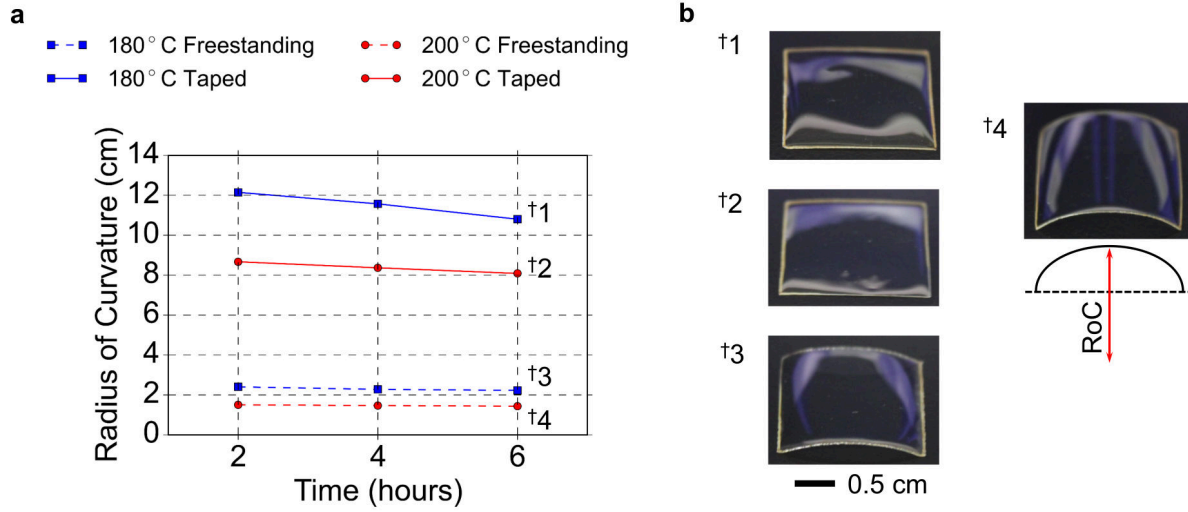 a
180°C Freestanding
180°C Taped
200°C Freestanding
200°C Taped
Radius of Curvature (cm)
14
12
10
8
6
4
2
0
†1
†2
†3
†4
2 4 6
Time (hours)
b
†1
†2
†3
†4
RoC
0.5 cm